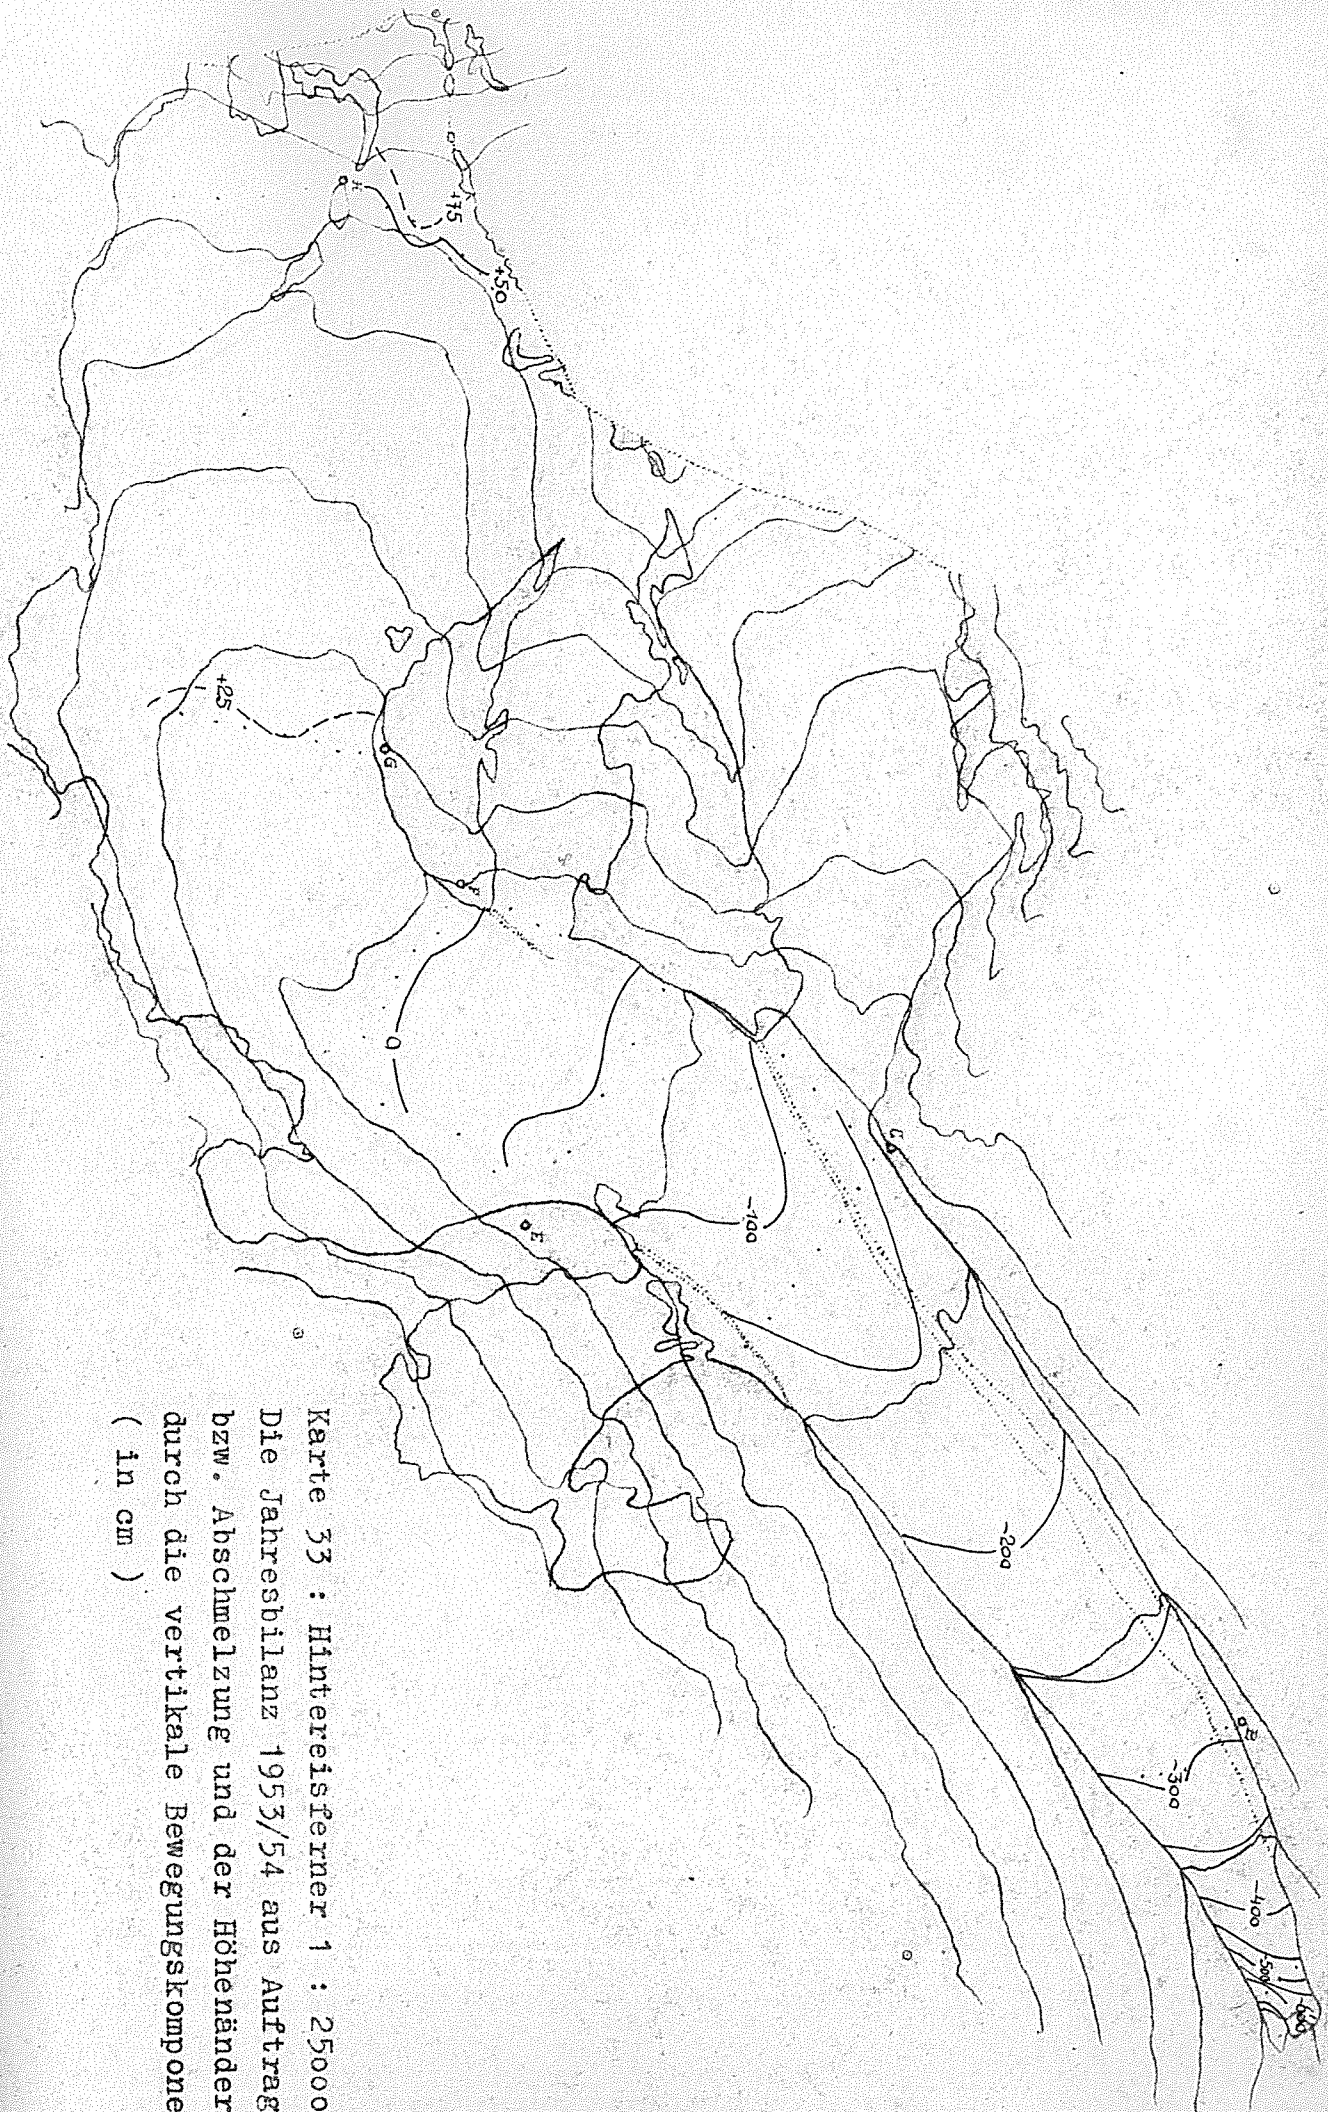 Karte 33 : Hintereisferner 1 : 25000
Die Jahresbilanz 1953/54 aus Auftrag
bzw. Abschmelzung und der Höhenänder
durch die vertikale Bewegungskompone
( in cm )
+75
+50
+25
0
-100
-200
-300
-400
-500
-600
H
G
F
E
C
B